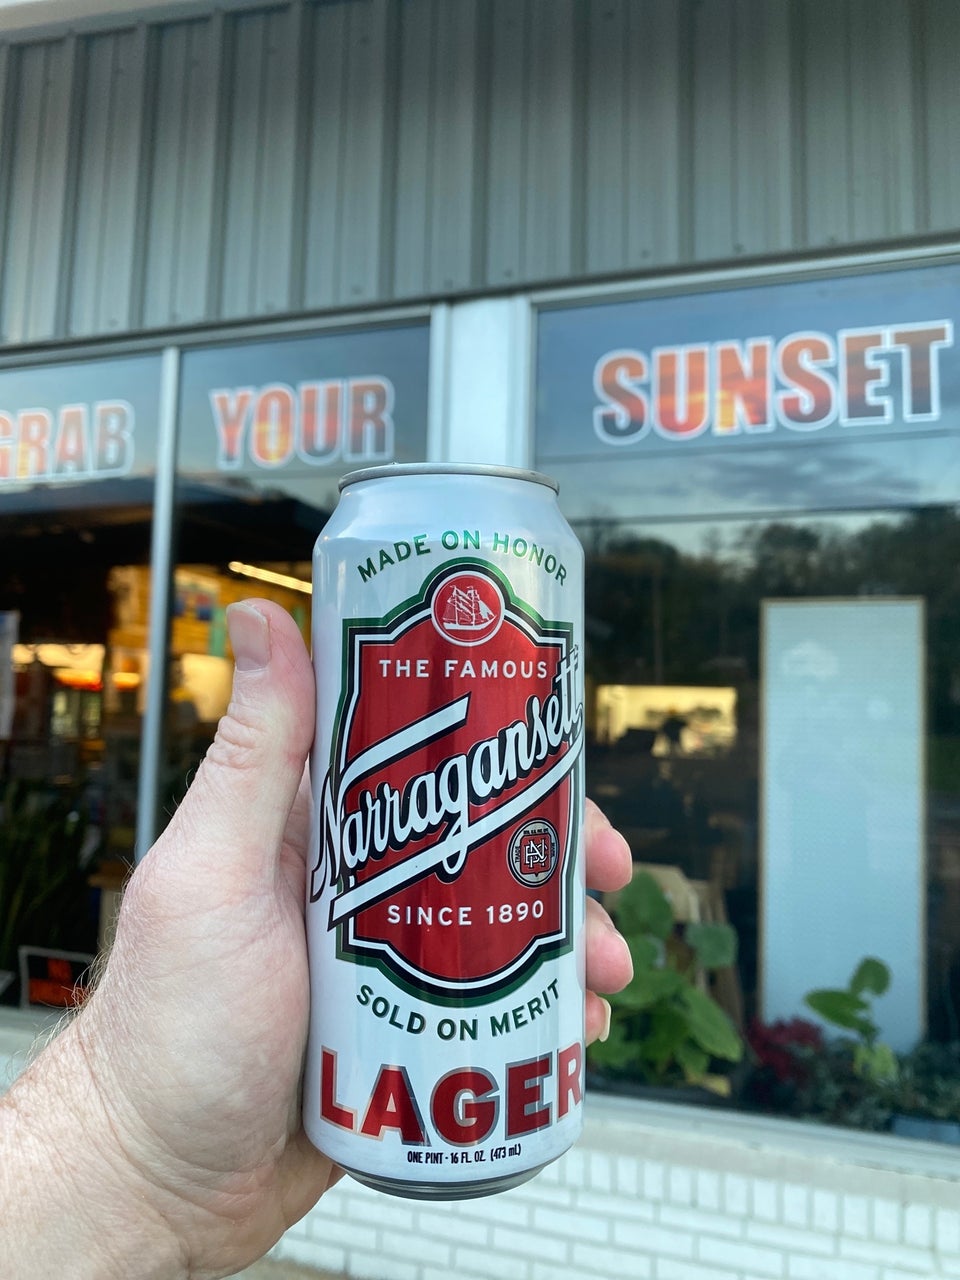 GRAB YOUR SUNSET
MADE ON HONOR
THE FAMOUS
Narragansett
SINCE 1890
SOLD ON MERIT
LAGER
ONE PINT - 16 FL. OZ. (473 mL)